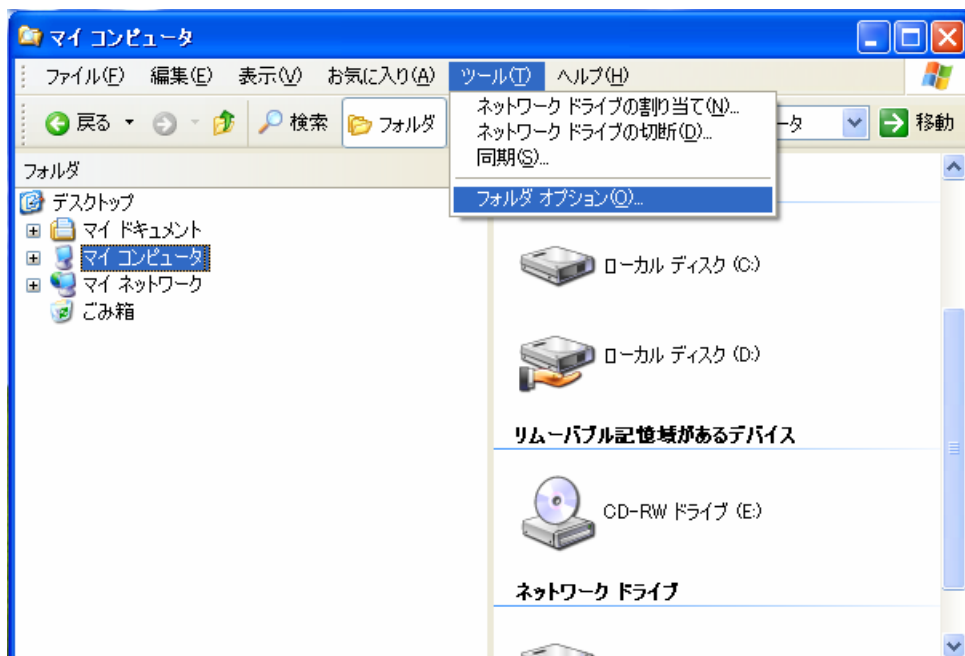 マイ コンピュータ
ファイル(F) 編集(E) 表示(V) お気に入り(A) ツール(T) ヘルプ(H)
戻る 検索 フォルダ ータ 移動
ネットワーク ドライブの割り当て(N)...
ネットワーク ドライブの切断(D)...
同期(S)...
フォルダ オプション(O)...
フォルダ
デスクトップ
マイ ドキュメント
マイ コンピュータ
マイ ネットワーク
ごみ箱
ローカル ディスク (C:)
ローカル ディスク (D:)
リムーバブル記憶域があるデバイス
CD-RW ドライブ (E:)
ネットワーク ドライブ